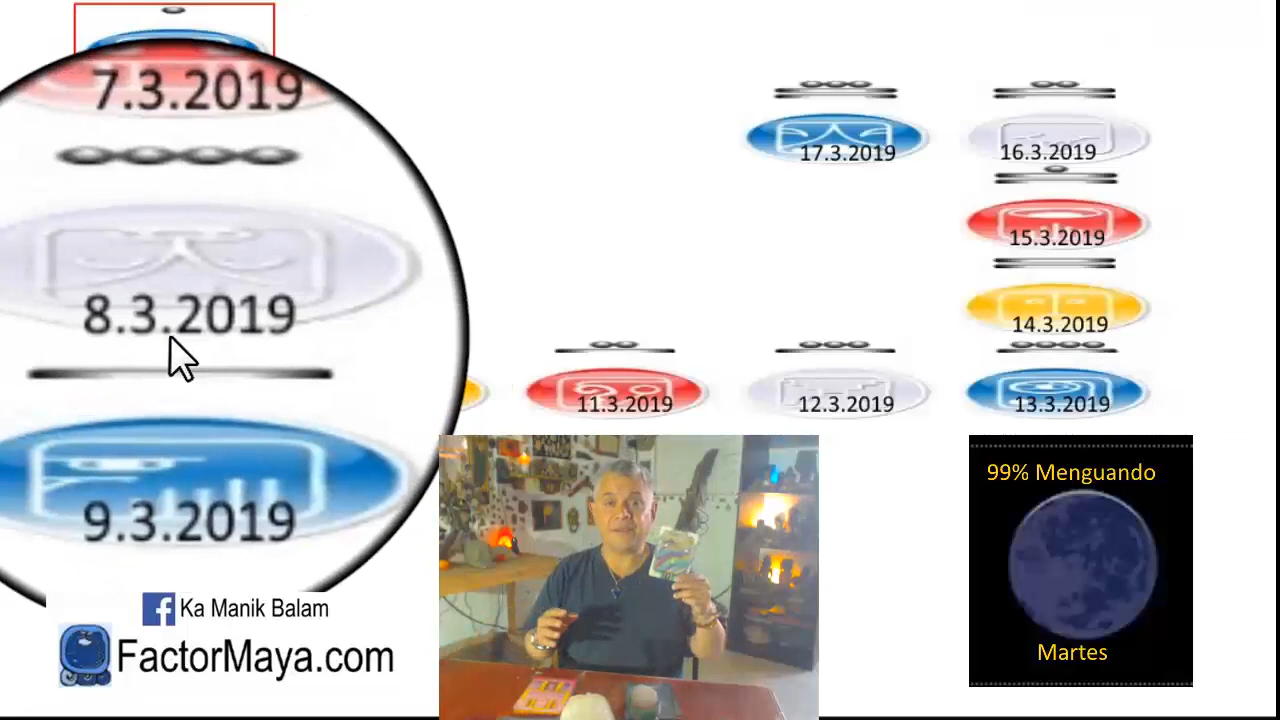 7.3.2019
8.3.2019
9.3.2019
17.3.2019
16.3.2019
15.3.2019
14.3.2019
11.3.2019
12.3.2019
13.3.2019
Ka Manik Balam
FactorMaya.com
99% Menguando
Martes